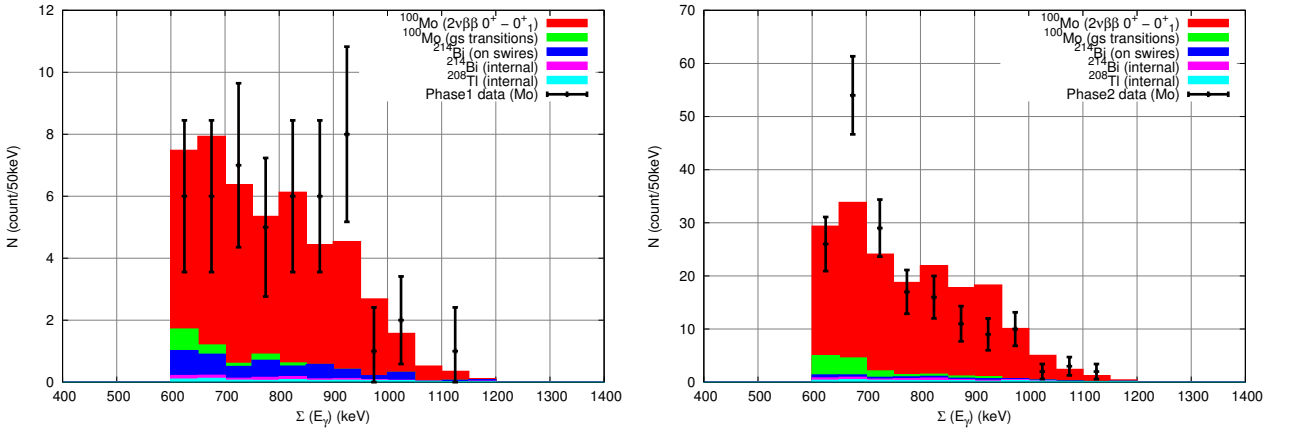 12
10
8
6
4
2
0
N (count/50keV)
400 500 600 700 800 900 1000 1100 1200 1300 1400
Σ (Eγ) (keV)
¹⁰⁰Mo (2νββ 0⁺ − 0⁺₁)
¹⁰⁰Mo (gs transitions)
²¹⁴Bi (on swires)
²¹⁴Bi (internal)
²⁰⁸Tl (internal)
Phase1 data (Mo)
70
60
50
40
30
20
10
0
N (count/50keV)
400 500 600 700 800 900 1000 1100 1200 1300 1400
Σ (Eγ) (keV)
¹⁰⁰Mo (2νββ 0⁺ − 0⁺₁)
¹⁰⁰Mo (gs transitions)
²¹⁴Bi (on swires)
²¹⁴Bi (internal)
²⁰⁸Tl (internal)
Phase2 data (Mo)